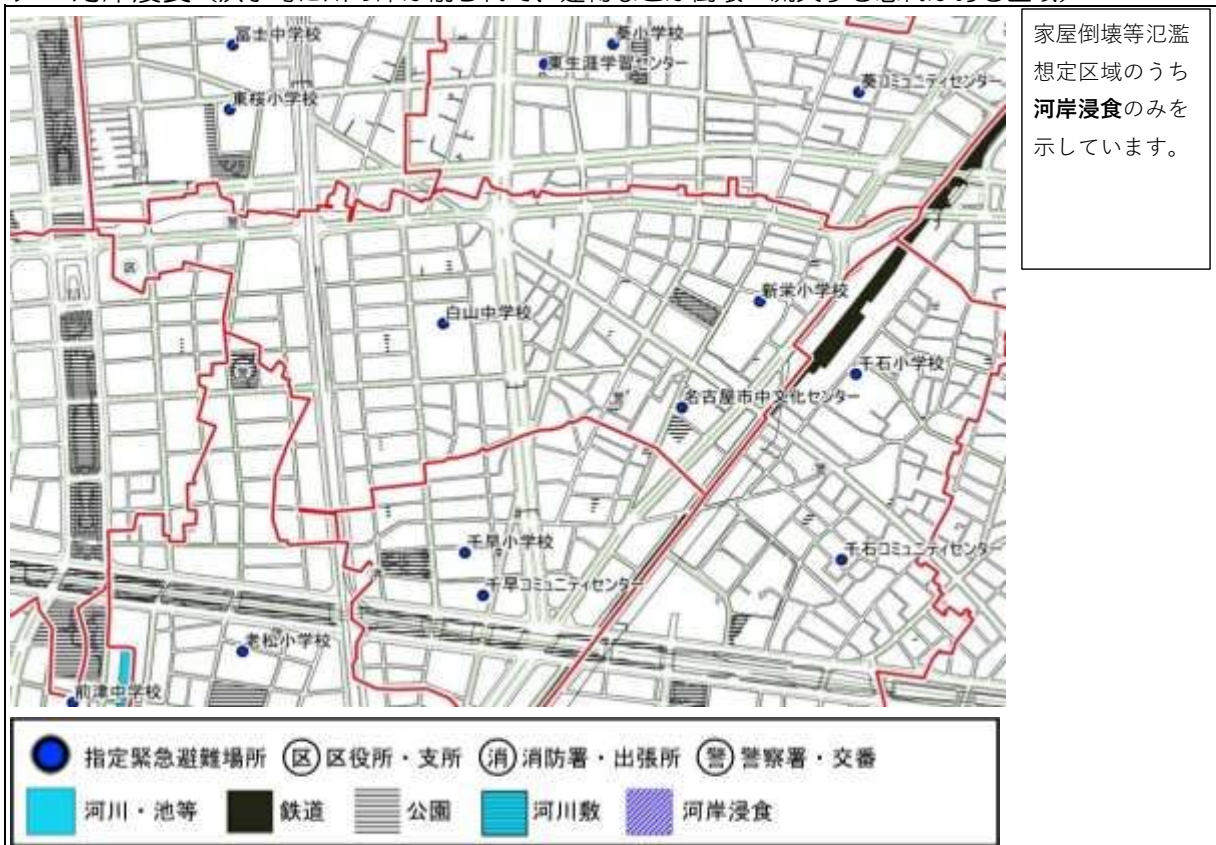 家屋倒壊等氾濫
想定区域のうち
河岸浸食のみを
示しています。
冨士中学校
葵小学校
東生涯学習センター
東桜小学校
葵コミュニティセンター
区
新栄小学校
白山中学校
千石小学校
名古屋市中文化センター
千早小学校
千石コミュニティセンター
千早コミュニティセンター
老松小学校
前津中学校
指定緊急避難場所 区 区役所・支所 消 消防署・出張所 警 警察署・交番
河川・池等 鉄道 公園 河川敷 河岸浸食